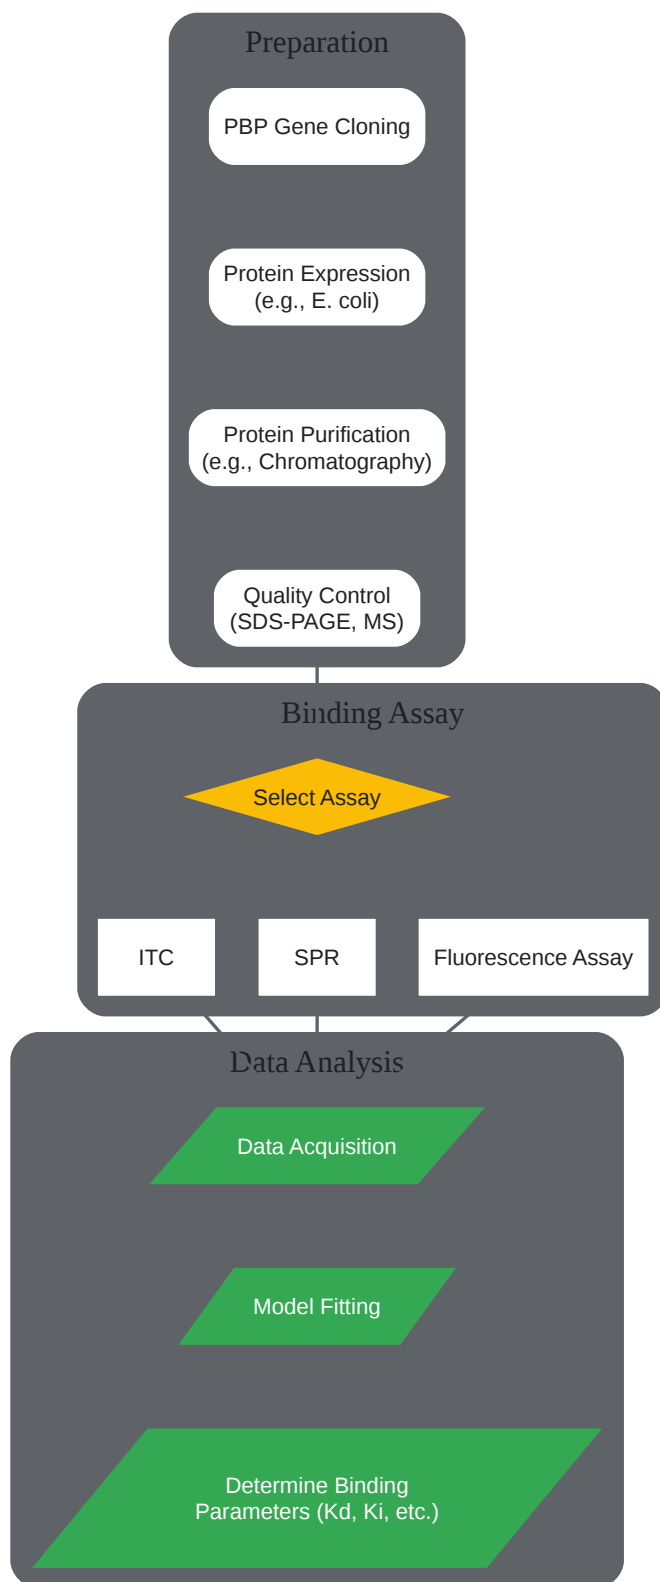 Preparation
PBP Gene Cloning
Protein Expression
(e.g., E. coli)
Protein Purification
(e.g., Chromatography)
Quality Control
(SDS-PAGE, MS)
Binding Assay
Select Assay
ITC
SPR
Fluorescence Assay
Data Analysis
Data Acquisition
Model Fitting
Determine Binding
Parameters (Kd, Ki, etc.)